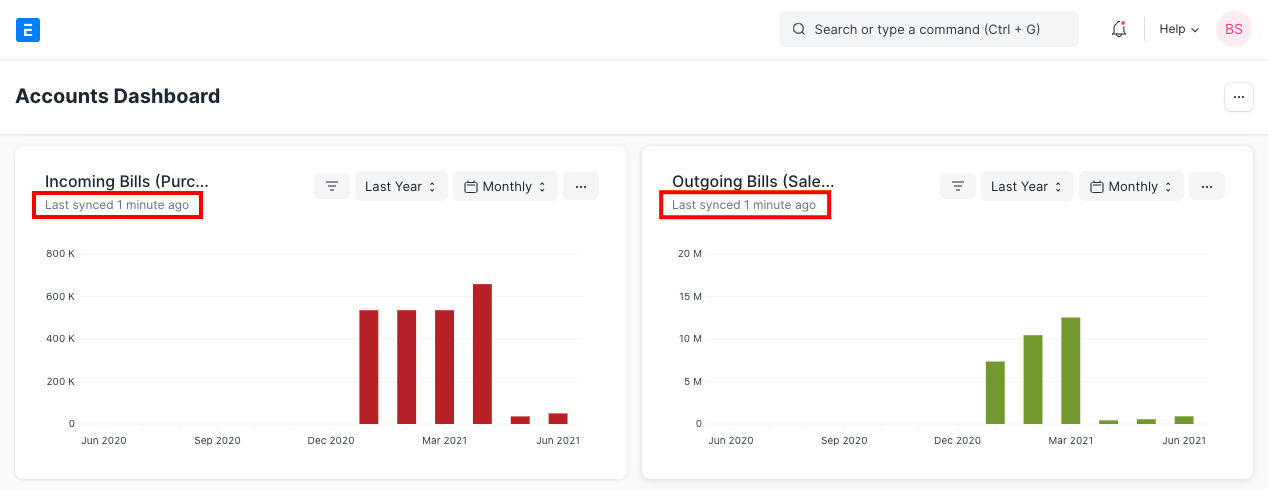 E
Search or type a command (Ctrl + G)
Help
BS
Accounts Dashboard
...
Incoming Bills (Purc...
Last synced 1 minute ago
Last Year
Monthly
...
800 K
600 K
400 K
200 K
0
Jun 2020
Sep 2020
Dec 2020
Mar 2021
Jun 2021
Outgoing Bills (Sale...
Last synced 1 minute ago
Last Year
Monthly
...
20 M
15 M
10 M
5 M
0
Jun 2020
Sep 2020
Dec 2020
Mar 2021
Jun 2021